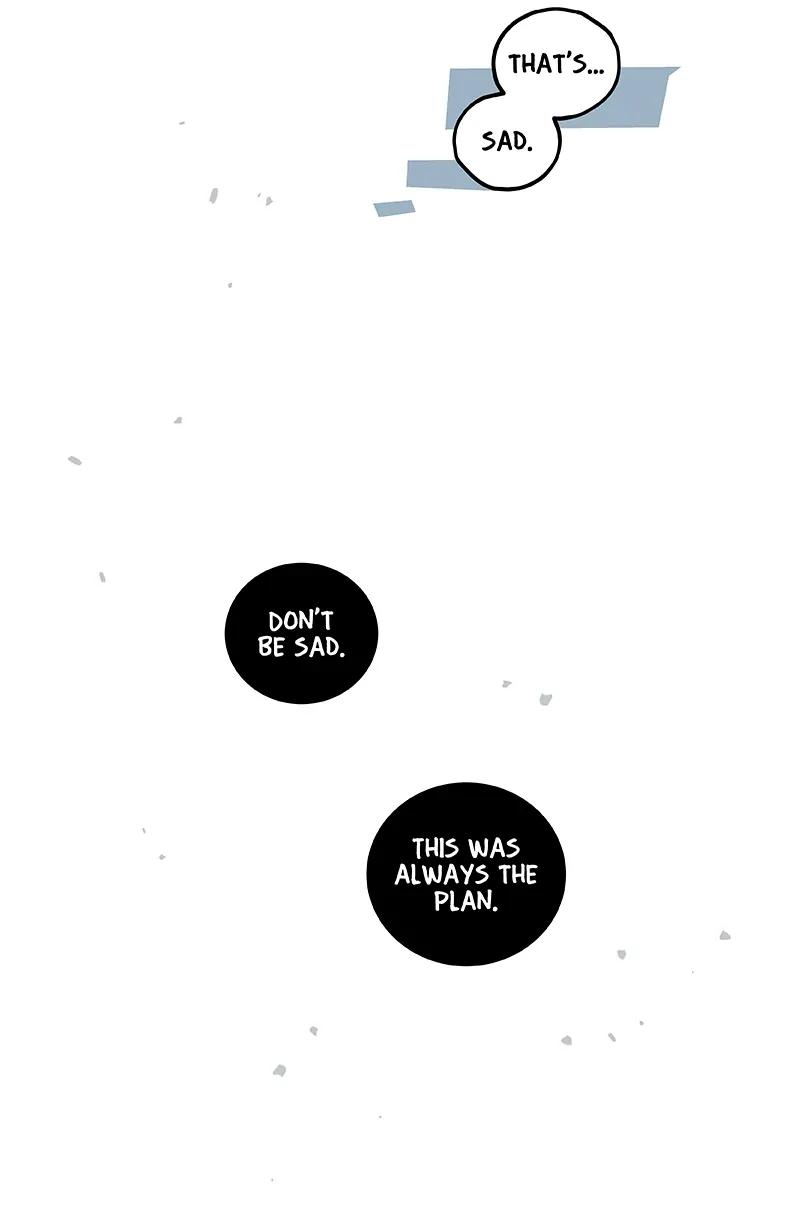 THAT'S...
SAD.
DON'T
BE SAD.
THIS WAS
ALWAYS THE
PLAN.